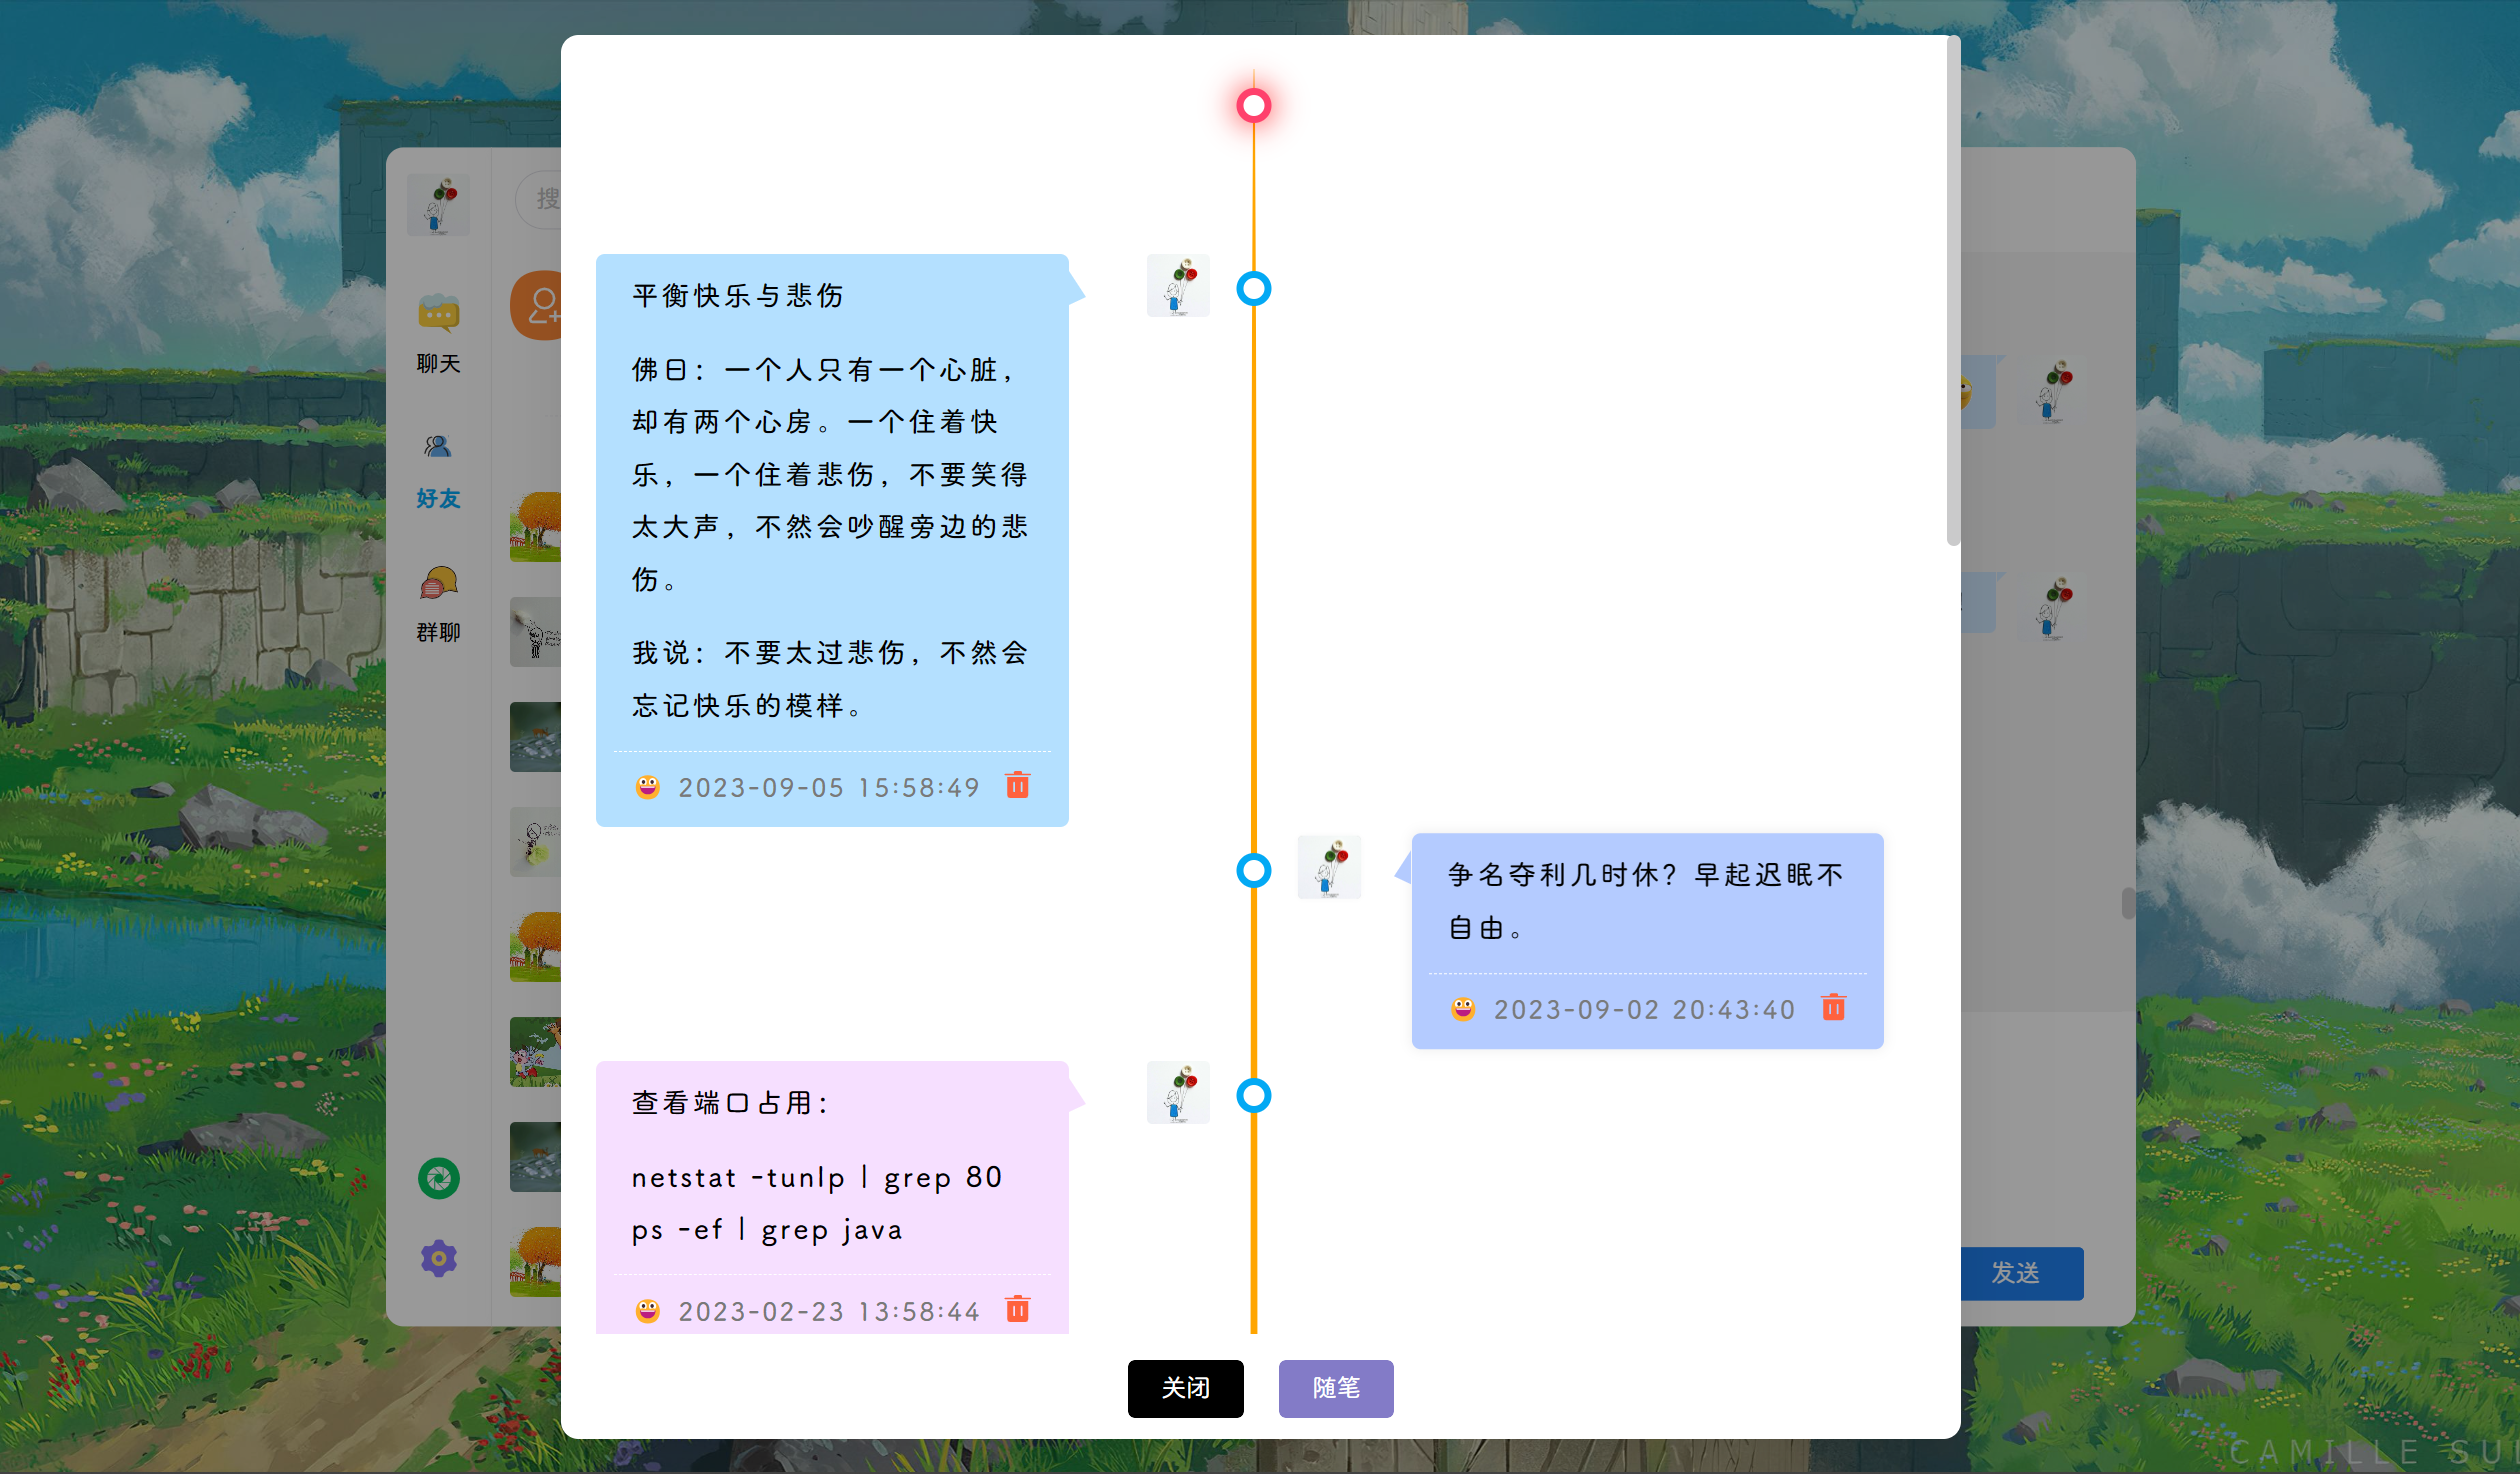 搜
聊天
好友
群聊
平衡快乐与悲伤
佛曰：一个人只有一个心脏，
却有两个心房。一个住着快
乐，一个住着悲伤，不要笑得
太大声，不然会吵醒旁边的悲
伤。
我说：不要太过悲伤，不然会
忘记快乐的模样。
2023-09-05 15:58:49
争名夺利几时休？早起迟眠不
自由。
2023-09-02 20:43:40
查看端口占用：
netstat -tunlp | grep 80
ps -ef | grep java
2023-02-23 13:58:44
发送
关闭
随笔
CAMILLE SU